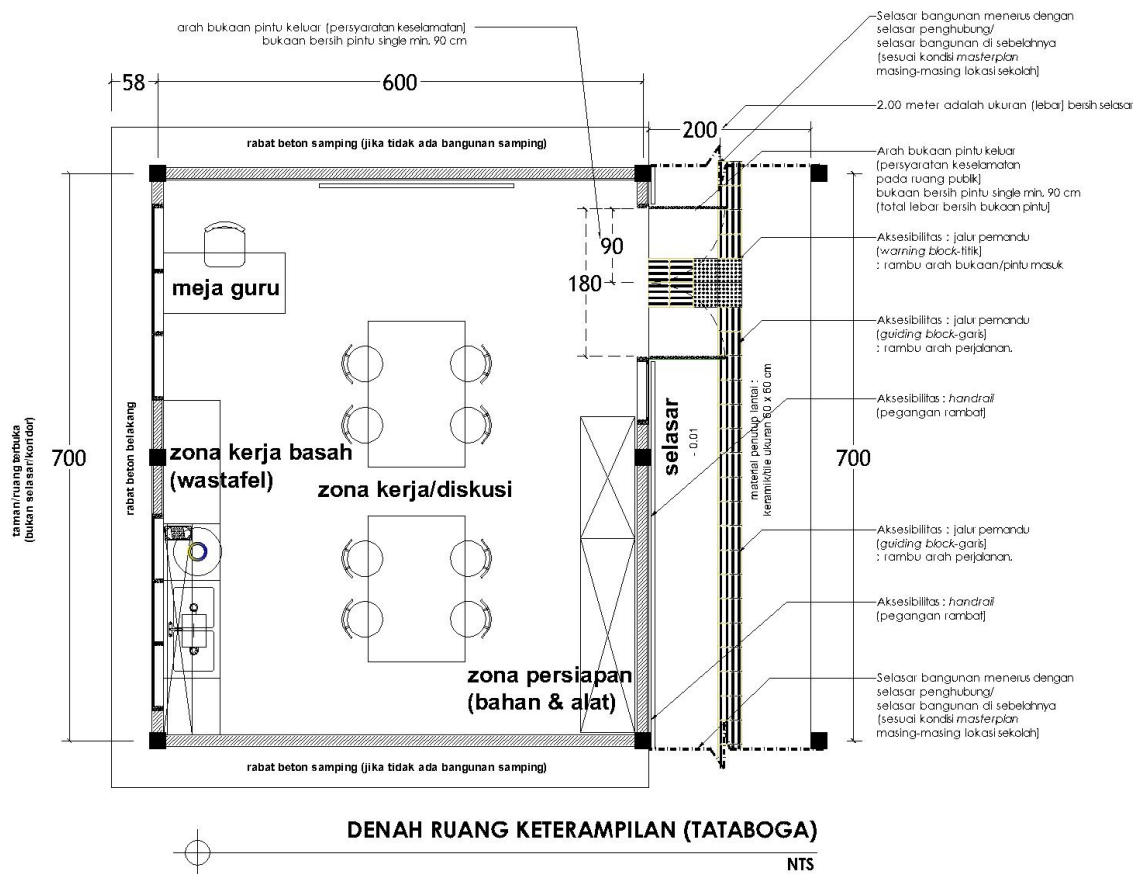 arah bukaan pintu keluar (persyaratan keselamatan)
bukaan bersih pintu single min. 90 cm
Selasar bangunan menerus dengan
selasar penghubung/
selasar bangunan di sebelahnya
(sesuai kondisi masterplan
masing-masing lokasi sekolah)
58
600
200
2.00 meter adalah ukuran (lebar) bersih selasar
rabat beton samping (jika tidak ada bangunan samping)
Arah bukaan pintu keluar
(persyaratan keselamatan
pada ruang publik)
bukaan bersih pintu single min. 90 cm
(total lebar bersih bukaan pintu)
90
180
meja guru
Aksesibilitas : jalur pemandu
(warning block-titik)
: rambu arah bukaan/pintu masuk
Aksesibilitas : jalur pemandu
(guiding block-garis)
: rambu arah perjalanan.
Aksesibilitas : handrail
(pegangan rambat)
taman/ruang terbuka
(bukan selasar/koridor)
700
rabat beton belakang
zona kerja basah
(wastafel)
zona kerja/diskusi
selasar
- 0.01
material penutup lantai :
keramik/tile ukuran 60 x 60 cm
700
Aksesibilitas : jalur pemandu
(guiding block-garis)
: rambu arah perjalanan.
Aksesibilitas : handrail
(pegangan rambat)
zona persiapan
(bahan & alat)
Selasar bangunan menerus dengan
selasar penghubung/
selasar bangunan di sebelahnya
(sesuai kondisi masterplan
masing-masing lokasi sekolah)
rabat beton samping (jika tidak ada bangunan samping)
DENAH RUANG KETERAMPILAN (TATABOGA)
NTS